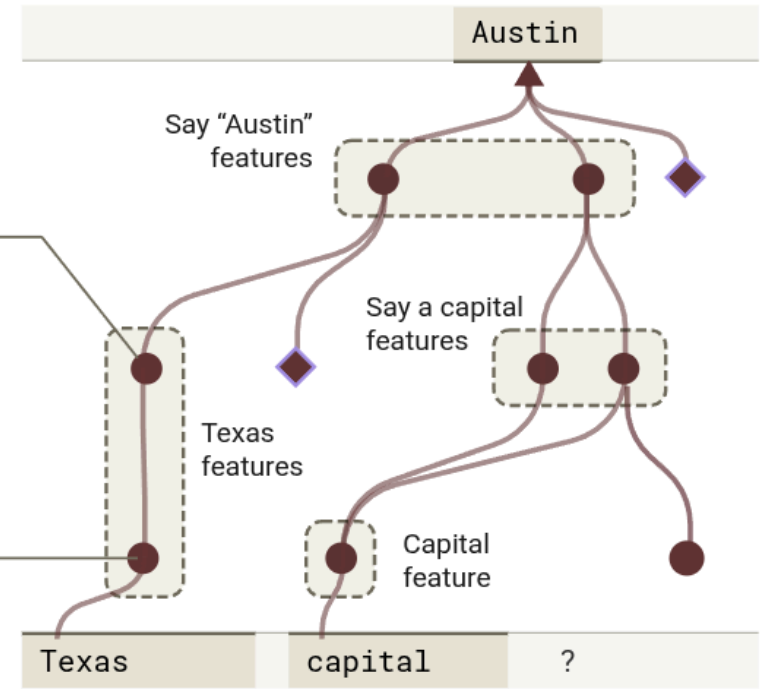 Austin
Say “Austin”
features
Say a capital
features
Texas
features
Capital
feature
Texas
capital
?